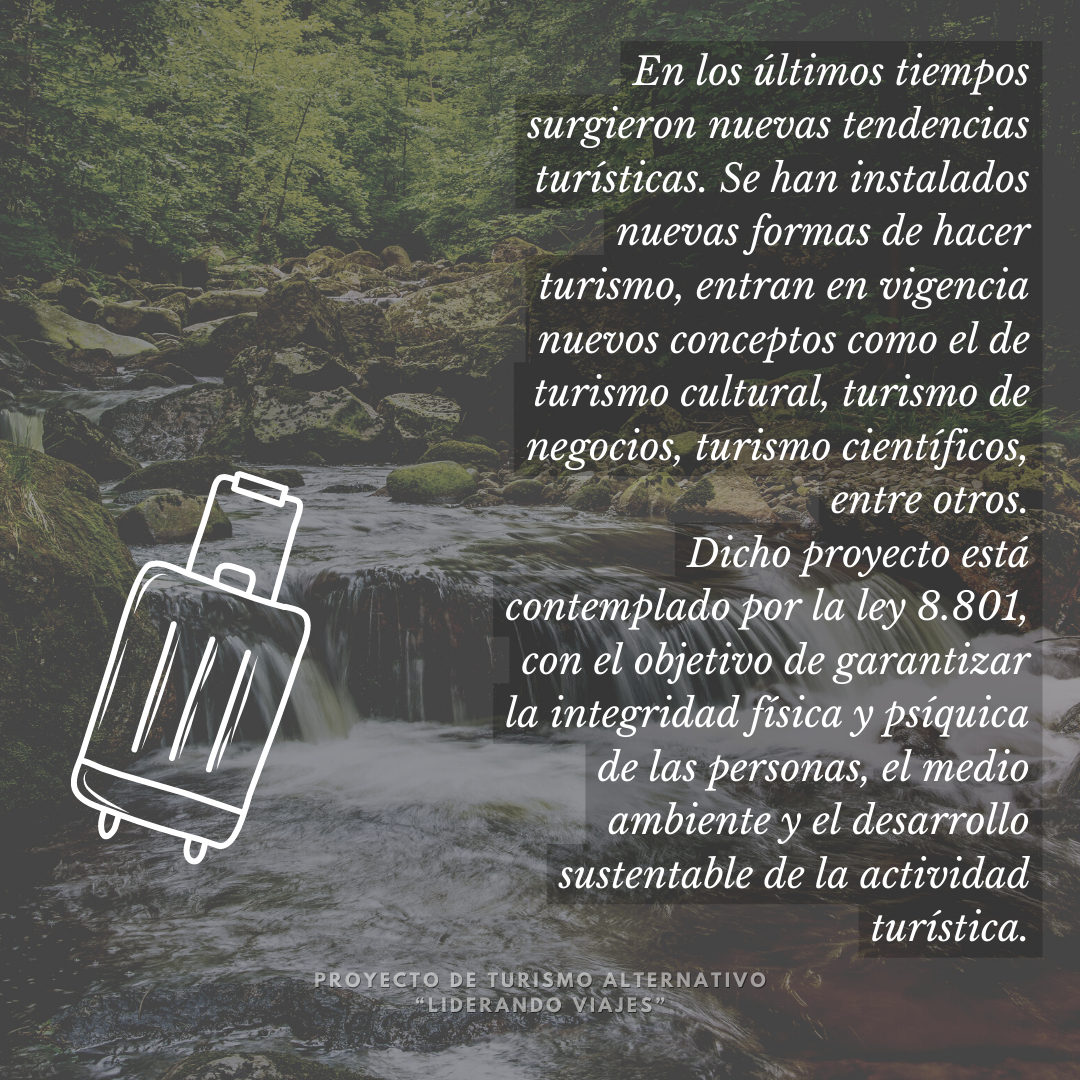 En los últimos tiempos
surgieron nuevas tendencias
turísticas. Se han instalados
nuevas formas de hacer
turismo, entran en vigencia
nuevos conceptos como el de
turismo cultural, turismo de
negocios, turismo científicos,
entre otros.
Dicho proyecto está
contemplado por la ley 8.801,
con el objetivo de garantizar
la integridad física y psíquica
de las personas, el medio
ambiente y el desarrollo
sustentable de la actividad
turística.
PROYECTO DE TURISMO ALTERNATIVO
“LIDERANDO VIAJES”